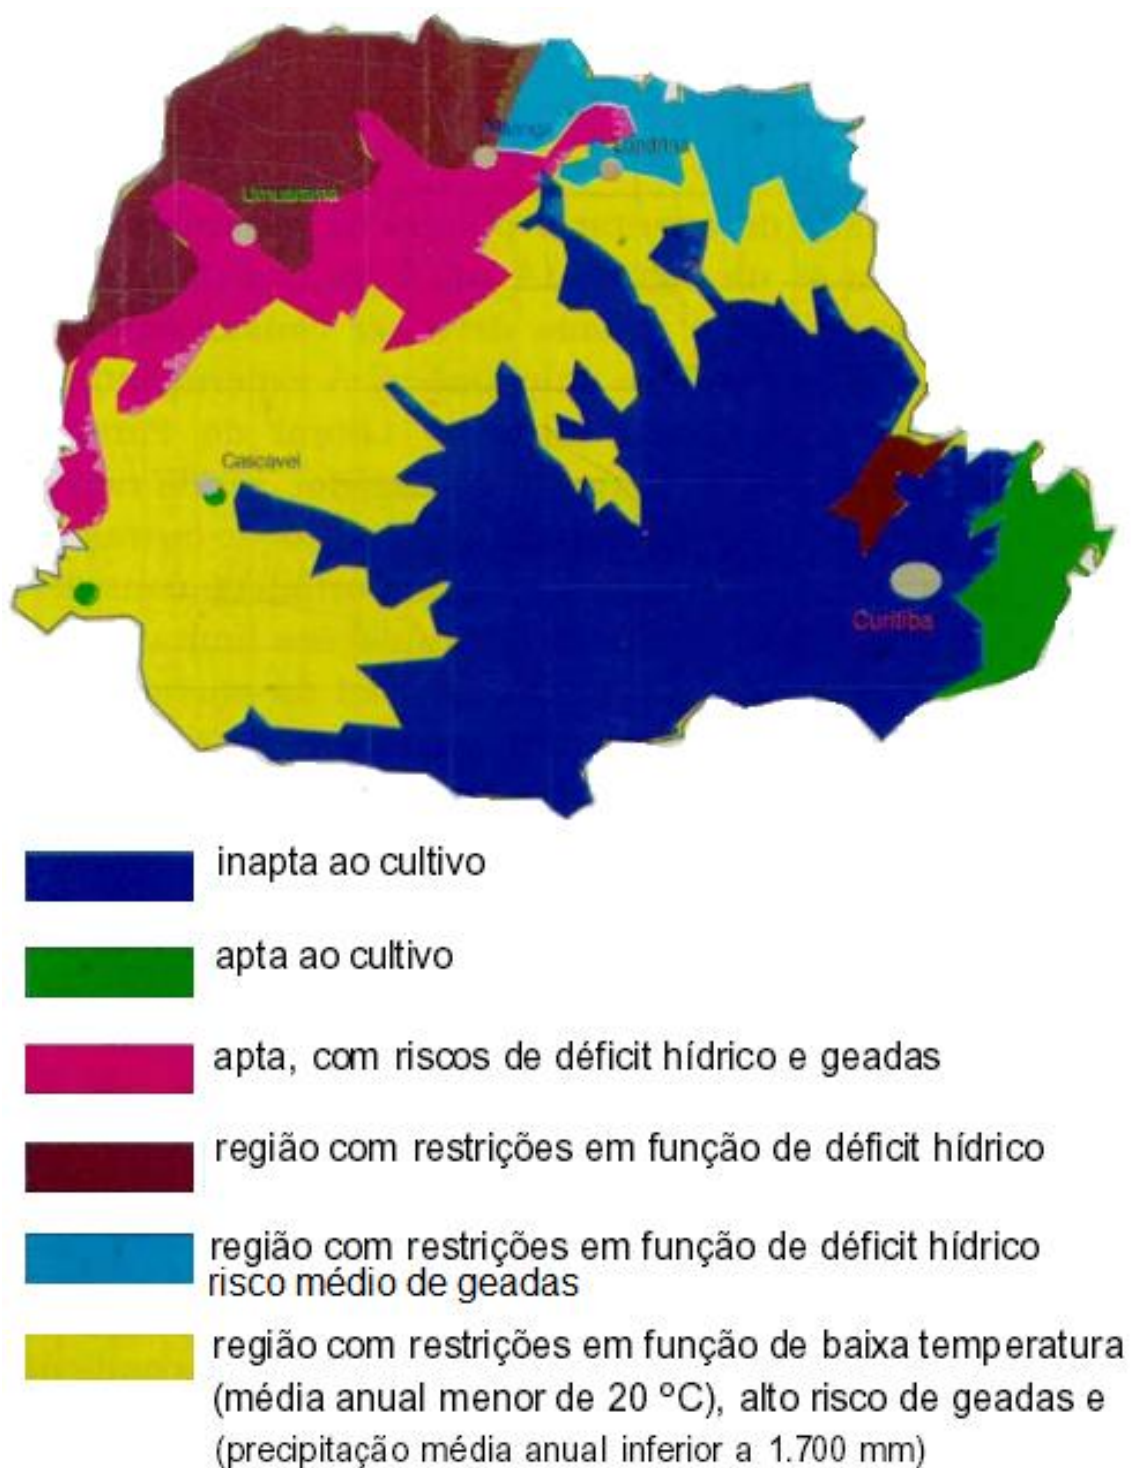 Maringá
Londrina
Umuarama
Cascavel
Curitiba
inapta ao cultivo
apta ao cultivo
apta, com riscos de déficit hídrico e geadas
região com restrições em função de déficit hídrico
região com restrições em função de déficit hídrico
risco médio de geadas
região com restrições em função de baixa temperatura
(média anual menor de 20 ºC), alto risco de geadas e
(precipitação média anual inferior a 1.700 mm)